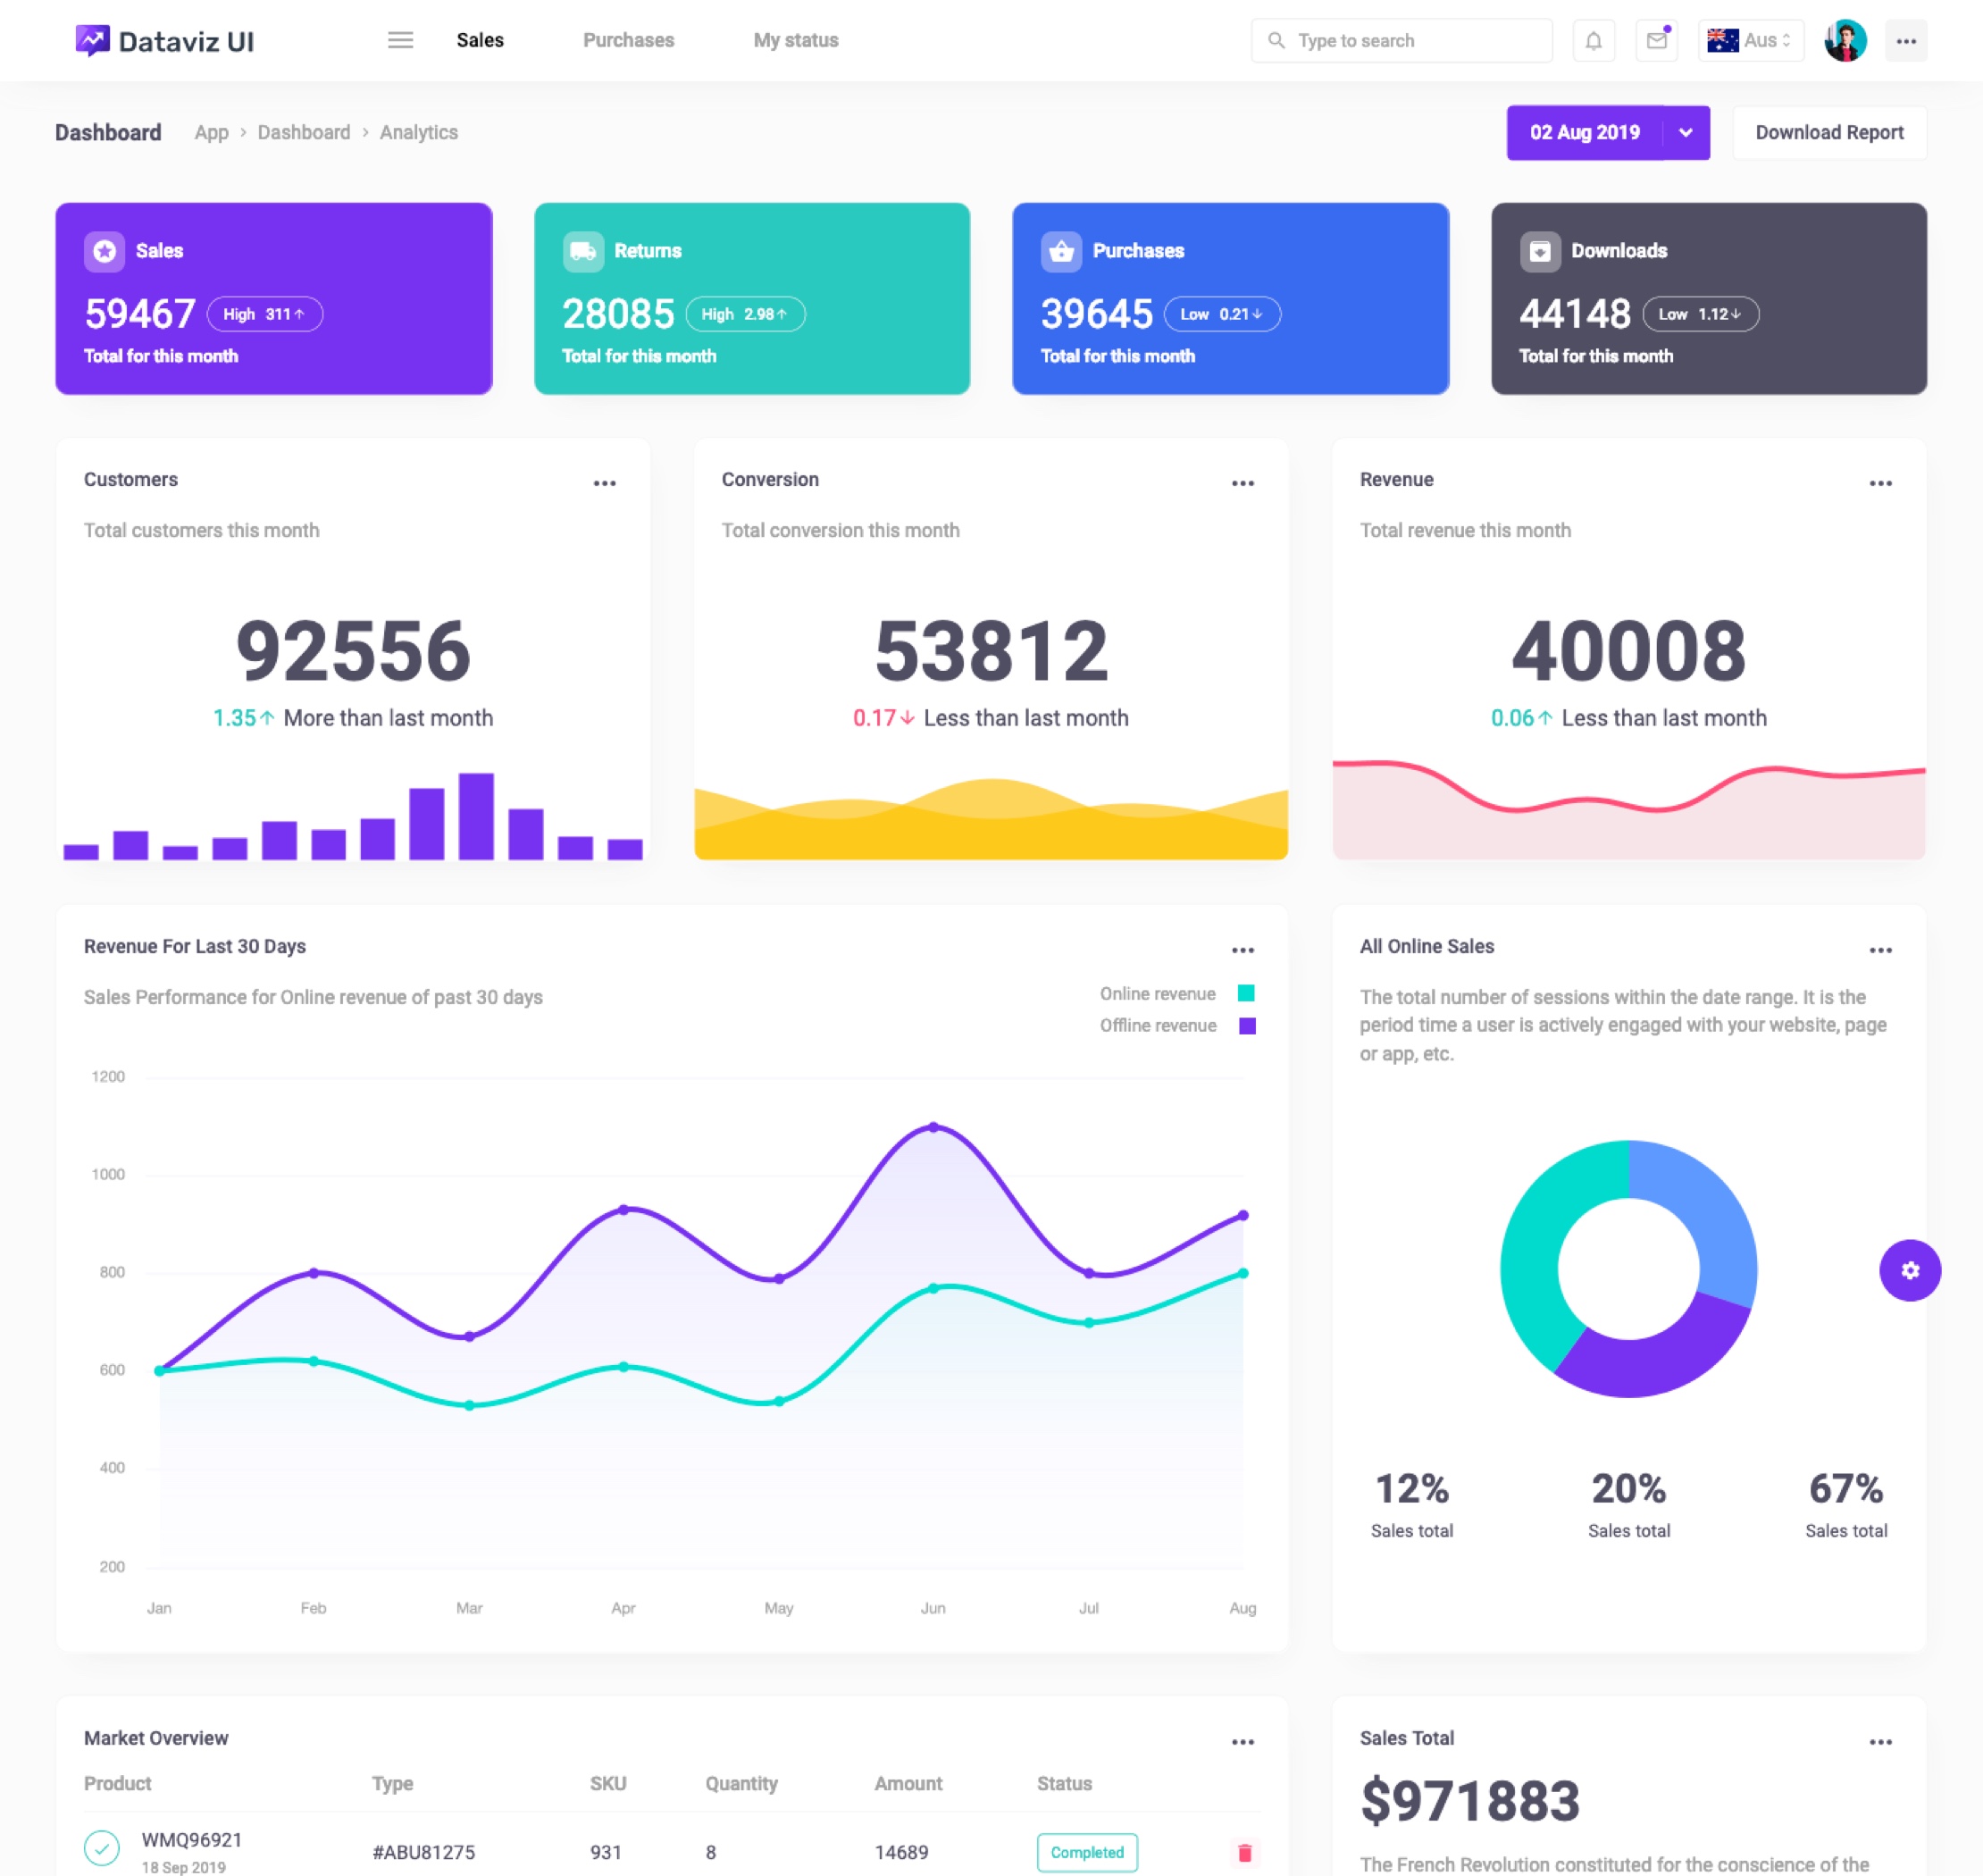 Dataviz UI
Sales Purchases My status
Type to search
Aus
Dashboard App › Dashboard › Analytics
02 Aug 2019
Download Report
Sales
59467 High 311↑
Total for this month
Returns
28085 High 2.98↑
Total for this month
Purchases
39645 Low 0.21↓
Total for this month
Downloads
44148 Low 1.12↓
Total for this month
Customers
Total customers this month
92556
1.35↑ More than last month
Conversion
Total conversion this month
53812
0.17↓ Less than last month
Revenue
Total revenue this month
40008
0.06↑ Less than last month
Revenue For Last 30 Days
Sales Performance for Online revenue of past 30 days
Online revenue
Offline revenue
1200
1000
800
600
400
200
Jan Feb Mar Apr May Jun Jul Aug
All Online Sales
The total number of sessions within the date range. It is the
period time a user is actively engaged with your website, page
or app, etc.
12% 20% 67%
Sales total Sales total Sales total
Market Overview
Product Type SKU Quantity Amount Status
WMQ96921
18 Sep 2019
#ABU81275 931 8 14689 Completed
Sales Total
$971883
The French Revolution constituted for the conscience of the